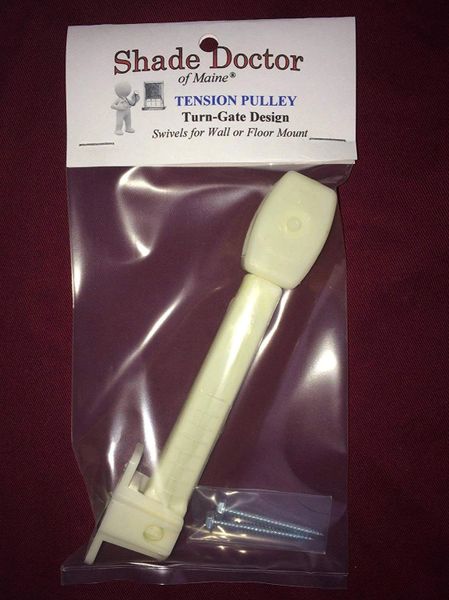 Shade Doctor
of Maine®
TENSION PULLEY
Turn-Gate Design
Swivels for Wall or Floor Mount